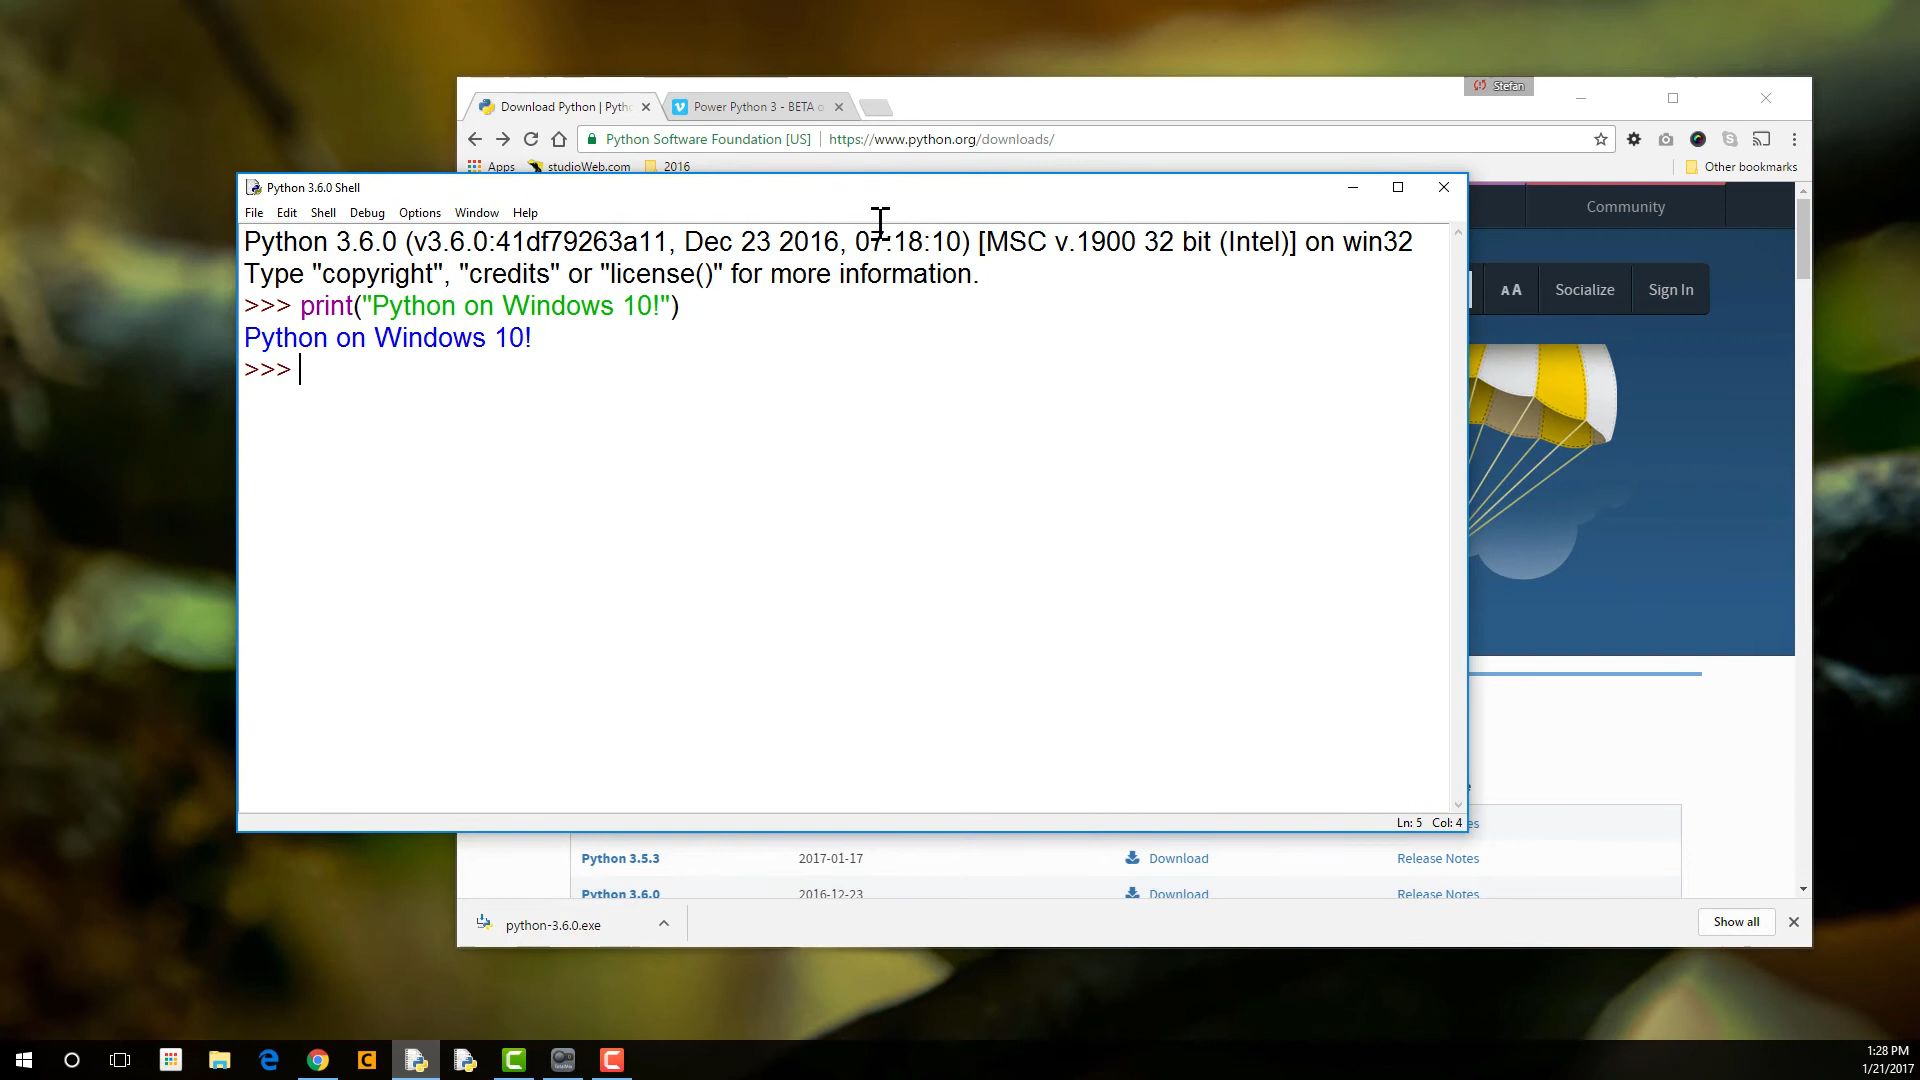 Stefan
Download Python | Pytho
Power Python 3 - BETA o
Python Software Foundation [US]
https://www.python.org/downloads/
Apps
studioWeb.com
2016
Other bookmarks
Python 3.6.0 Shell
File Edit Shell Debug Options Window Help
Community
Python 3.6.0 (v3.6.0:41df79263a11, Dec 23 2016, 07:18:10) [MSC v.1900 32 bit (Intel)] on win32
Type "copyright", "credits" or "license()" for more information.
>>> print("Python on Windows 10!")
Python on Windows 10!
>>>
AA Socialize Sign In
Ln: 5 Col: 4
Python 3.5.3 2017-01-17 Download Release Notes
Python 3.6.0 2016-12-23 Download Release Notes
python-3.6.0.exe
Show all
1:28 PM
1/21/2017